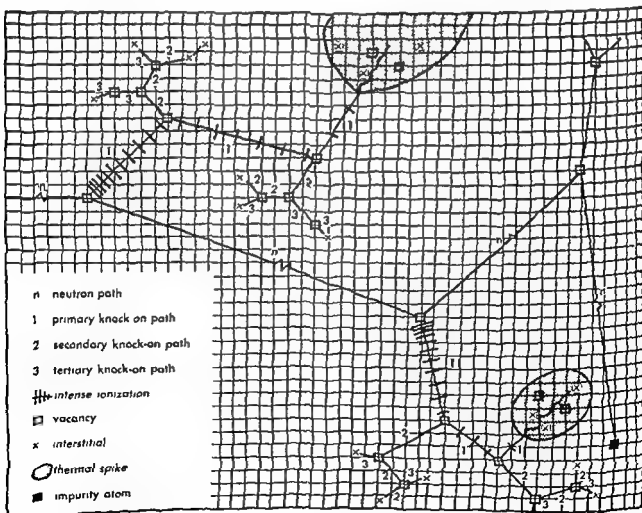 n neutron path
1 primary knock on path
2 secondary knock-on path
3 tertiary knock-on path
intense ionization
vacancy
x interstitial
thermal spike
impurity atom